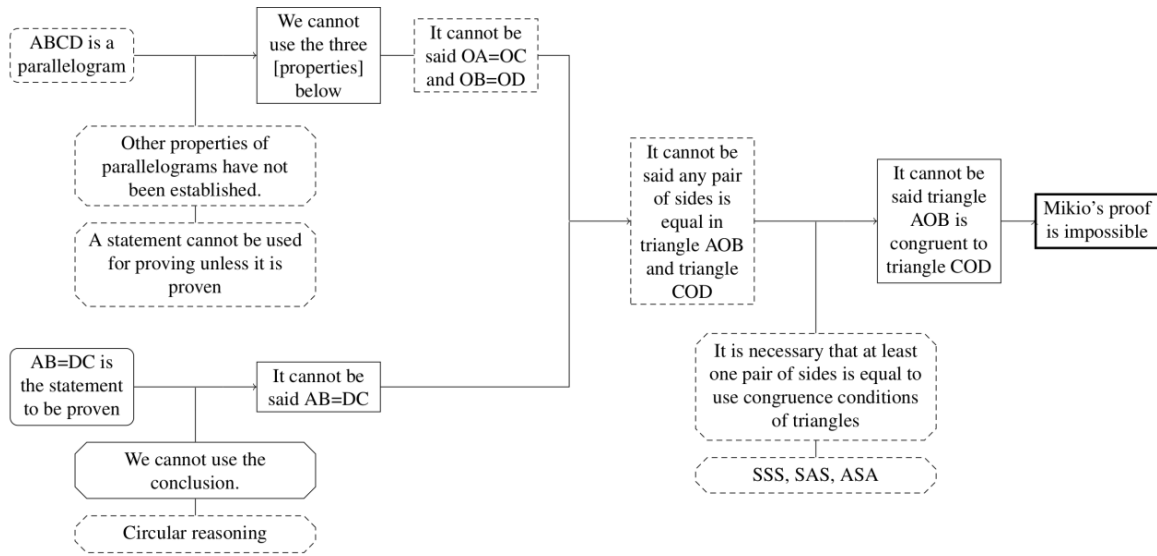 ABCD is a
parallelogram
We cannot
use the three
[properties]
below
It cannot be
said OA=OC
and OB=OD
Other properties of
parallelograms have not
been established.
A statement cannot be used
for proving unless it is
proven
It cannot be
said any pair
of sides is
equal in
triangle AOB
and triangle
COD
It cannot be
said triangle
AOB is
congruent to
triangle COD
Mikio's proof
is impossible
AB=DC is
the statement
to be proven
It cannot be
said AB=DC
We cannot use the
conclusion.
Circular reasoning
It is necessary that at least
one pair of sides is equal to
use congruence conditions
of triangles
SSS, SAS, ASA